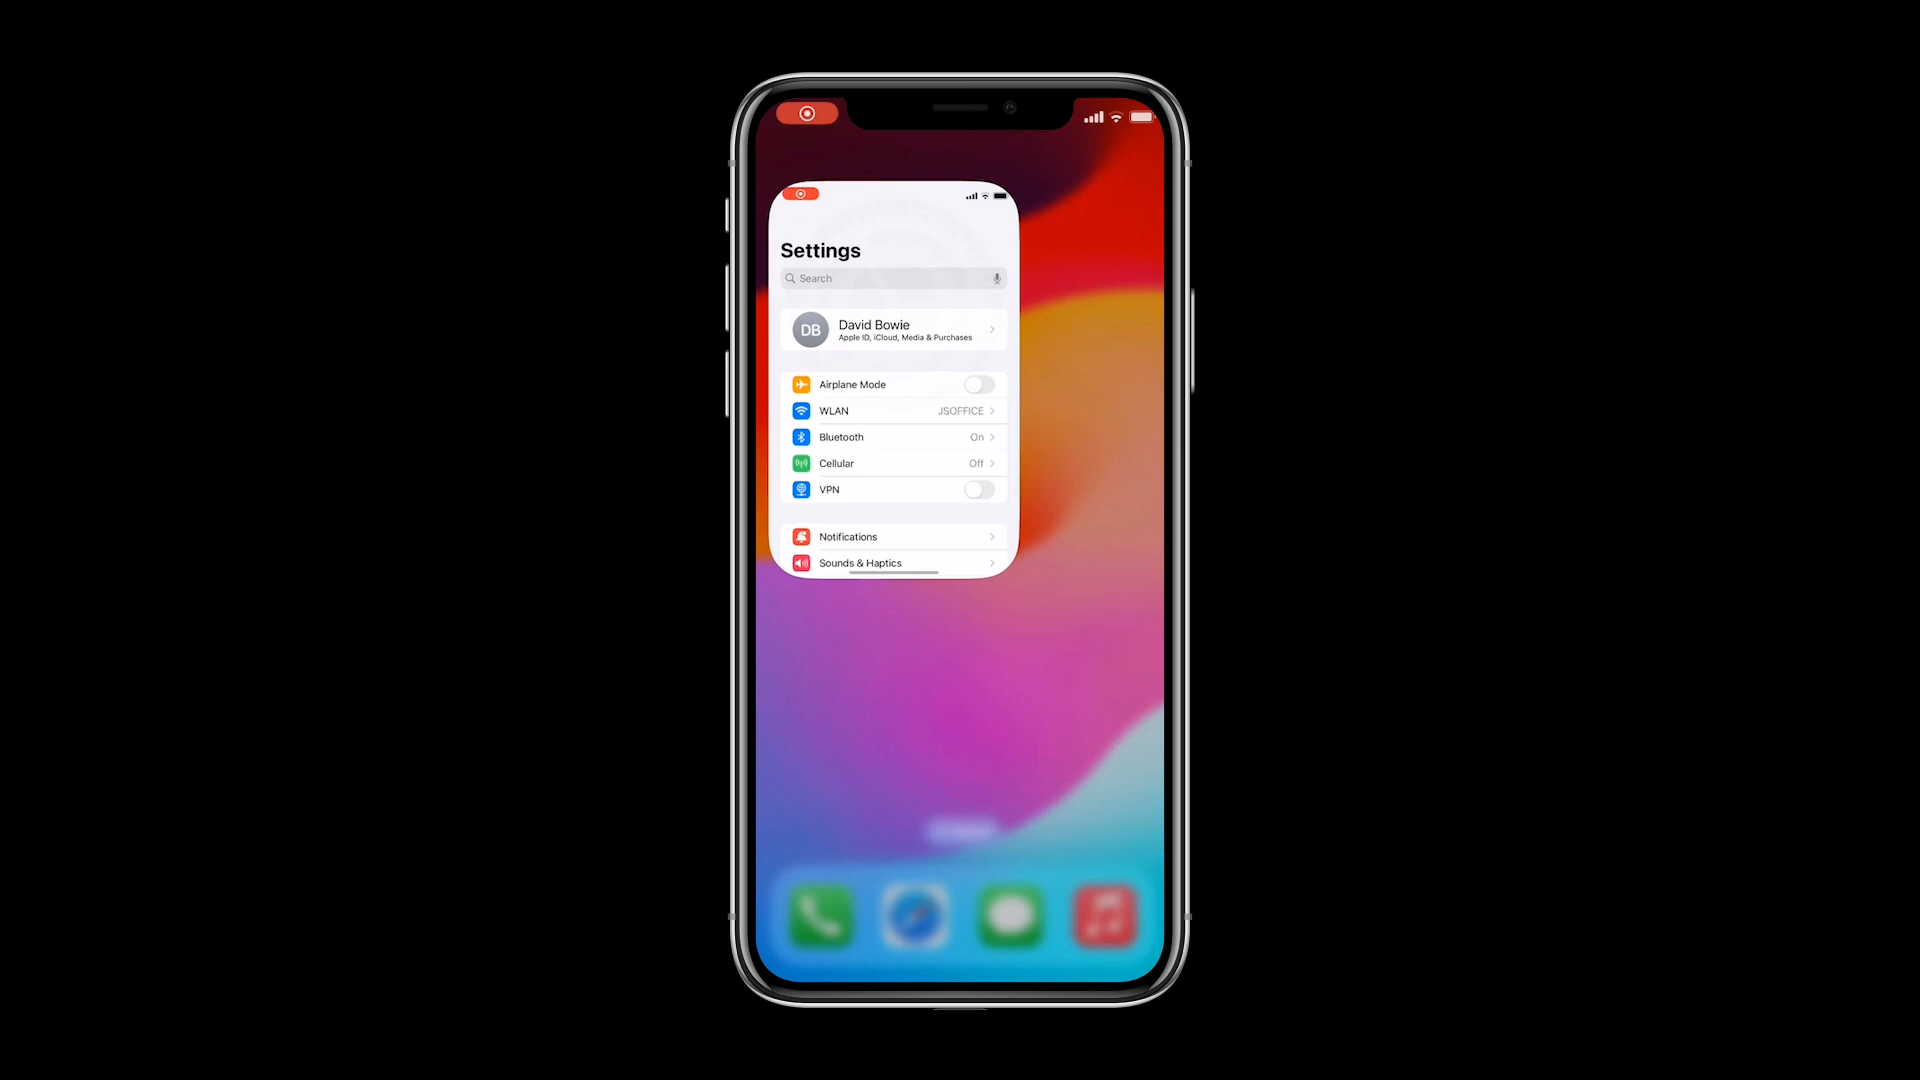 Settings
Search
DB
David Bowie
Apple ID, iCloud, Media & Purchases
Airplane Mode
WLAN JSOFFICE
Bluetooth On
Cellular Off
VPN
Notifications
Sounds & Haptics